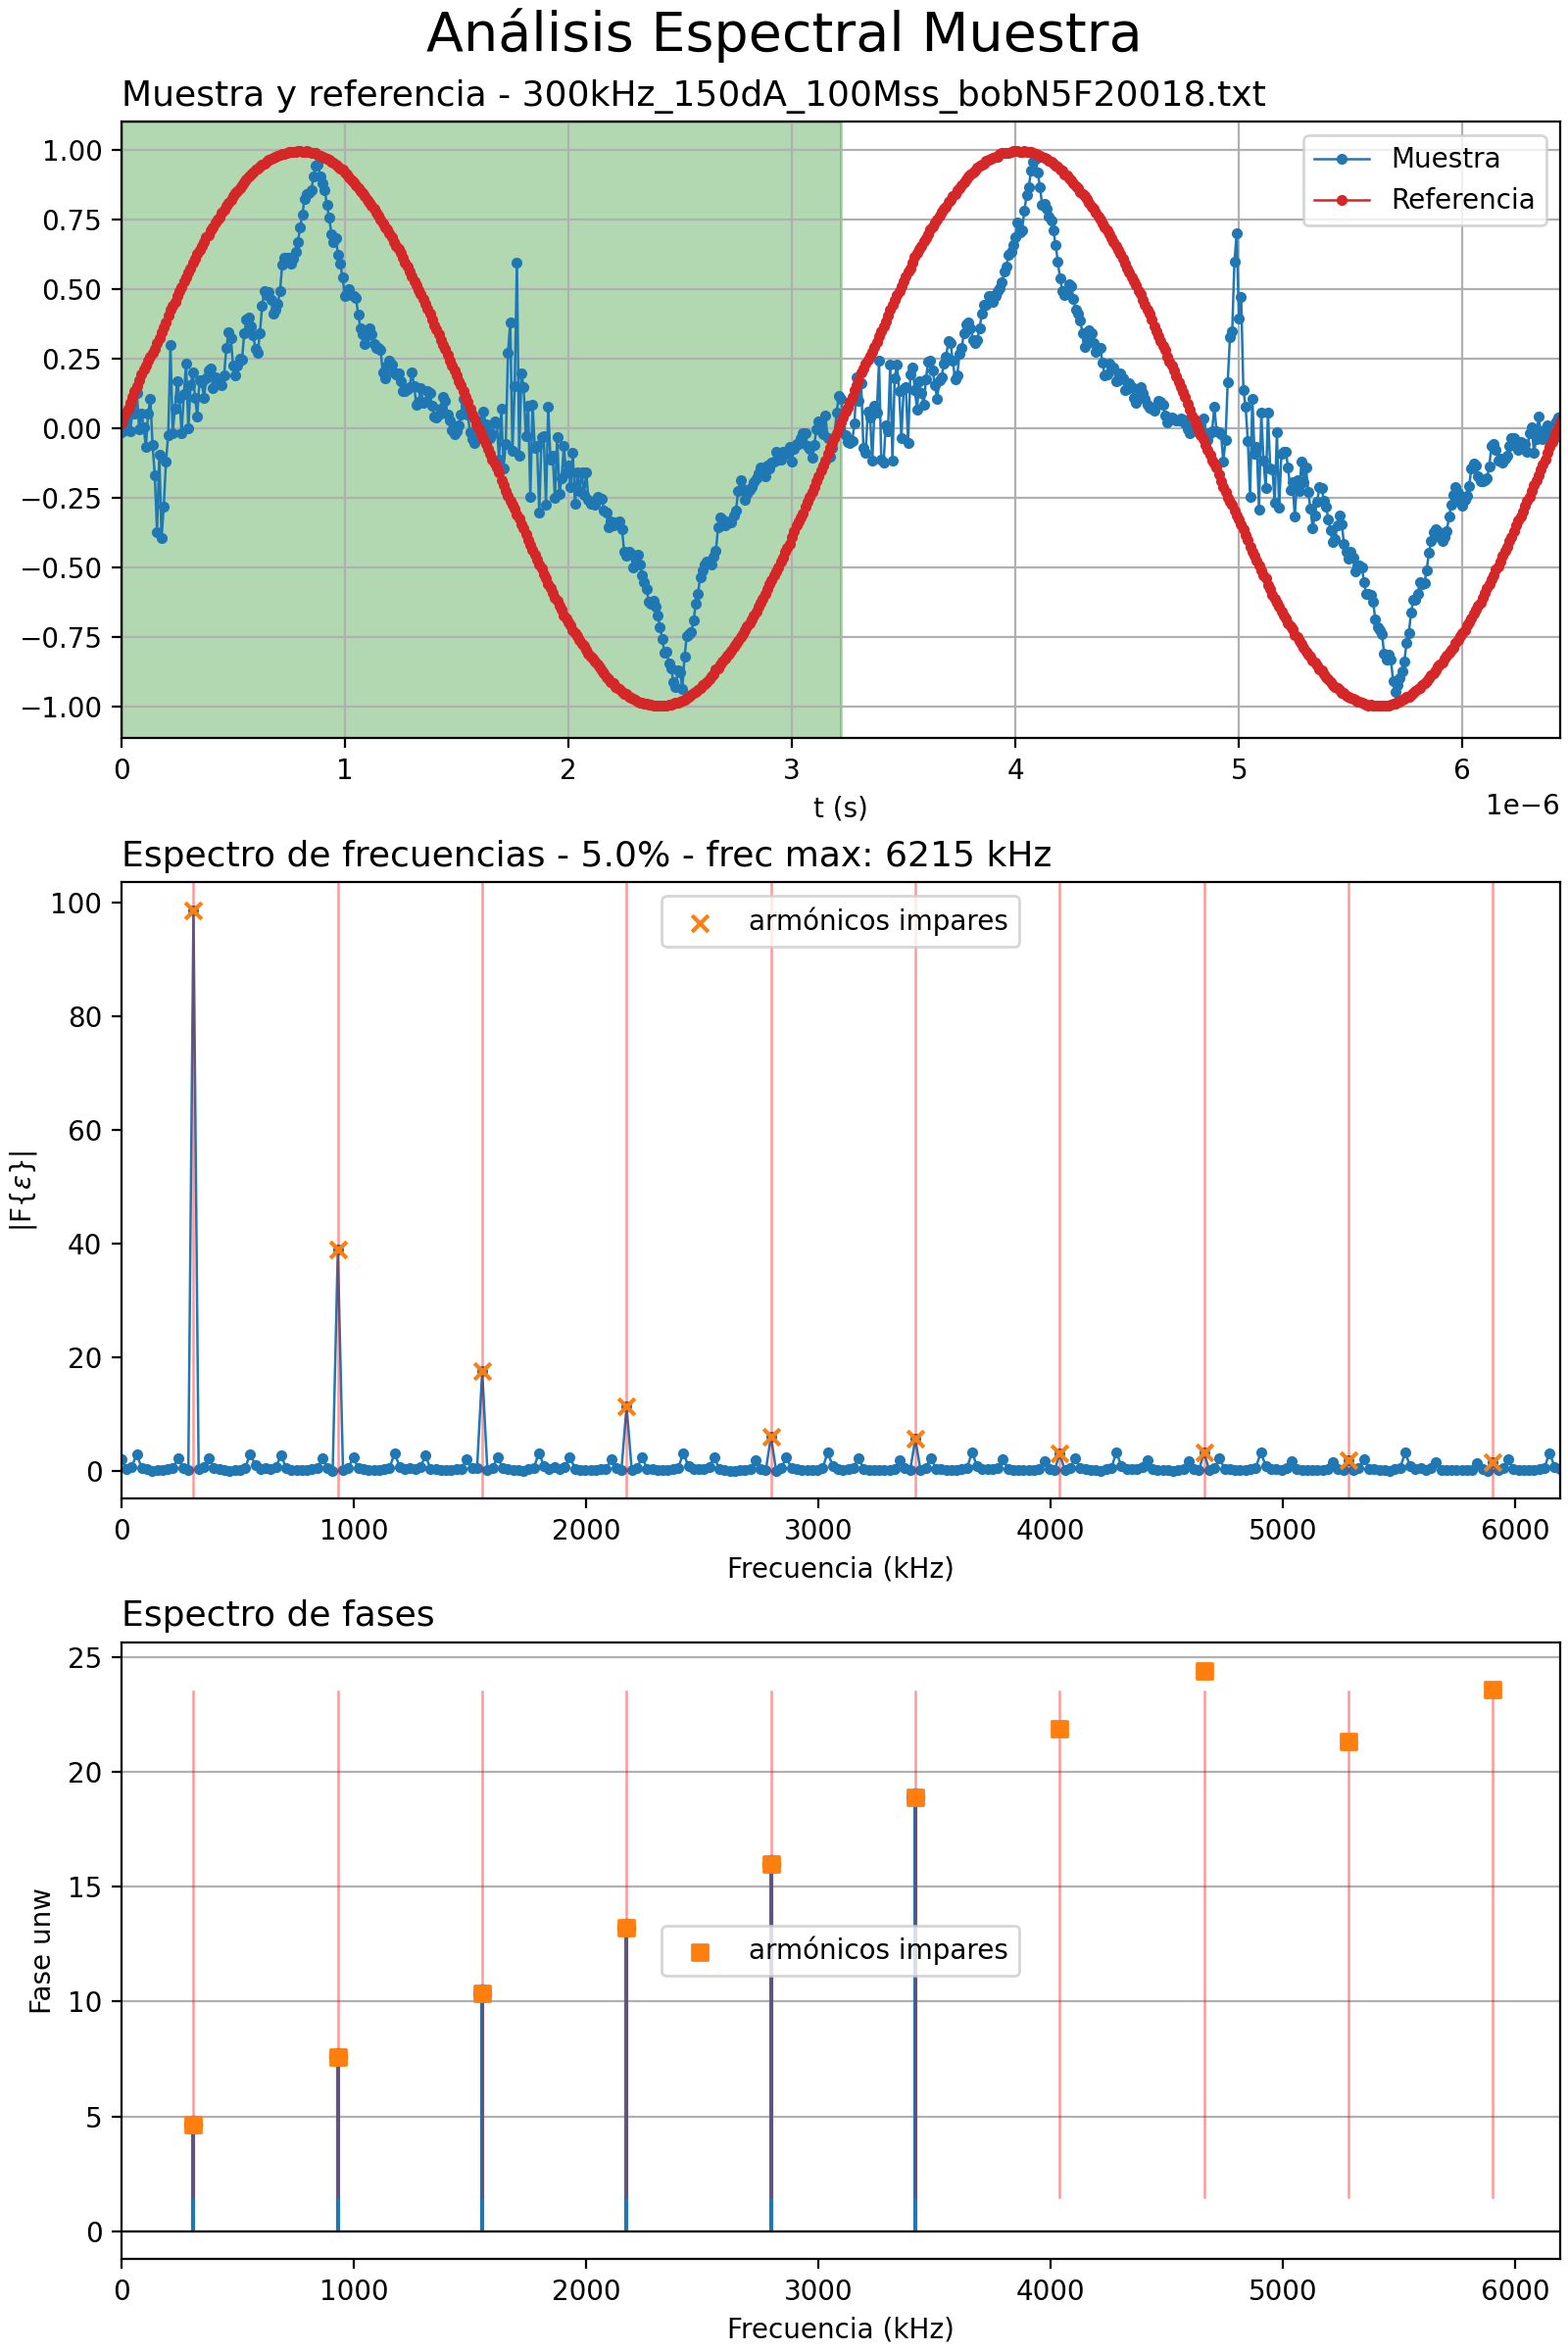 Análisis Espectral Muestra
Muestra y referencia - 300kHz_150dA_100Mss_bobN5F20018.txt
1.00
0.75
0.50
0.25
0.00
−0.25
−0.50
−0.75
−1.00
Muestra
Referencia
0 1 2 3 4 5 6
t (s)
1e−6
Espectro de frecuencias - 5.0% - frec max: 6215 kHz
100
80
60
40
20
0
|F{ε}|
armónicos impares
0 1000 2000 3000 4000 5000 6000
Frecuencia (kHz)
Espectro de fases
25
20
15
10
5
0
Fase unw
armónicos impares
0 1000 2000 3000 4000 5000 6000
Frecuencia (kHz)